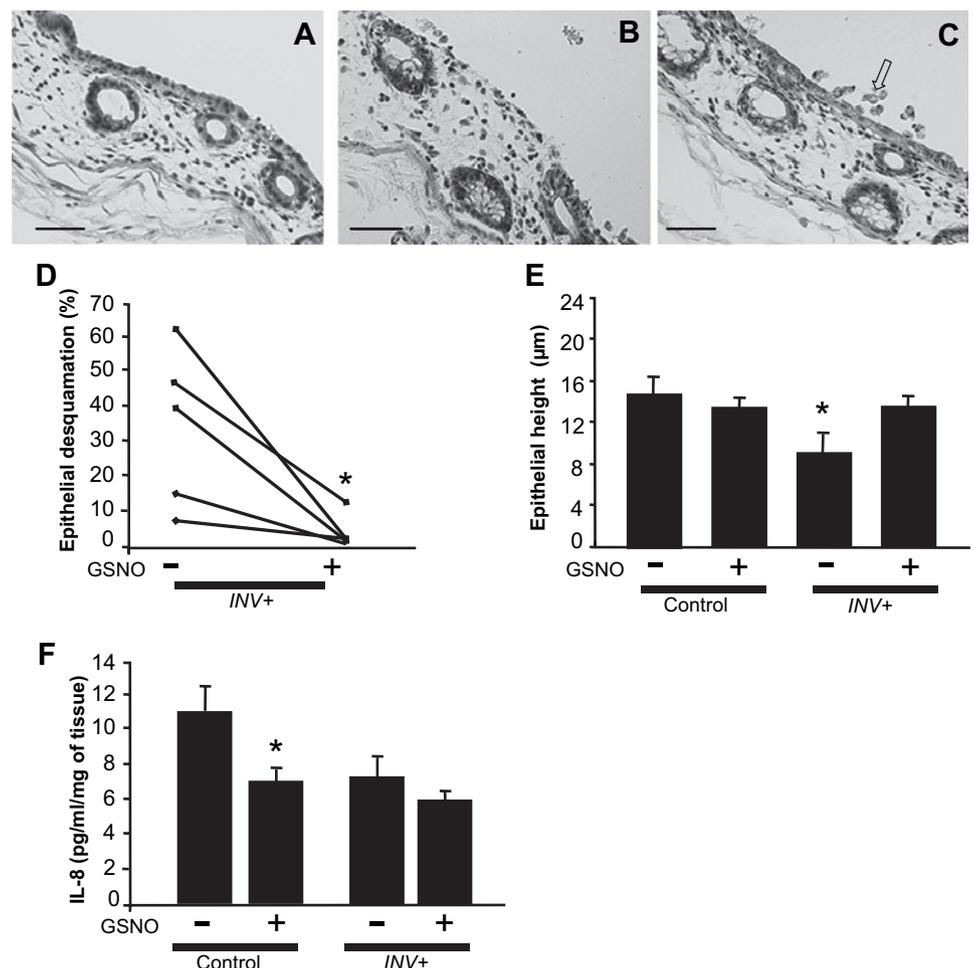 A
B
C
D
Epithelial desquamation (%)
70
60
50
40
30
20
10
0
*
GSNO
-
+
INV+
E
Epithelial height (µm)
24
20
16
12
8
4
0
*
GSNO
-
+
-
+
Control
INV+
F
IL-8 (pg/ml/mg of tissue)
14
12
10
8
6
4
2
0
*
GSNO
-
+
-
+
Control
INV+